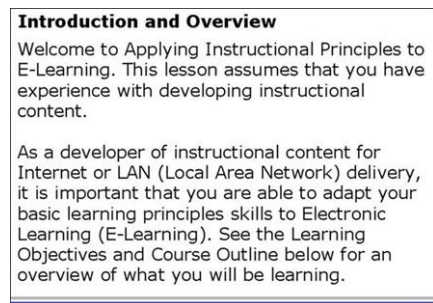 Introduction and Overview
Welcome to Applying Instructional Principles to
E-Learning. This lesson assumes that you have
experience with developing instructional
content.
As a developer of instructional content for
Internet or LAN (Local Area Network) delivery,
it is important that you are able to adapt your
basic learning principles skills to Electronic
Learning (E-Learning). See the Learning
Objectives and Course Outline below for an
overview of what you will be learning.